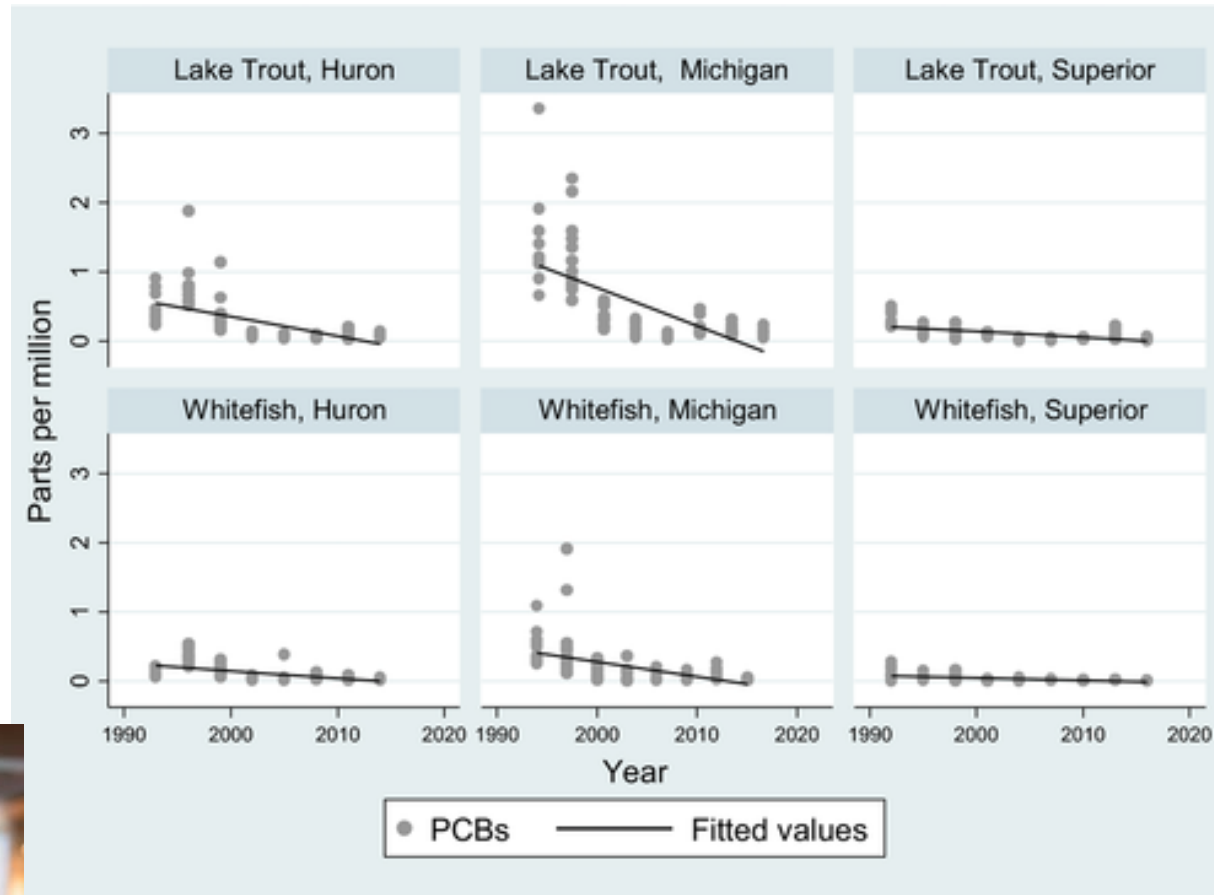 Lake Trout, Huron
Lake Trout, Michigan
Lake Trout, Superior
3
2
1
0
Whitefish, Huron
Whitefish, Michigan
Whitefish, Superior
3
2
1
0
Parts per million
1990 2000 2010 2020
1990 2000 2010 2020
1990 2000 2010 2020
Year
PCBs
Fitted values